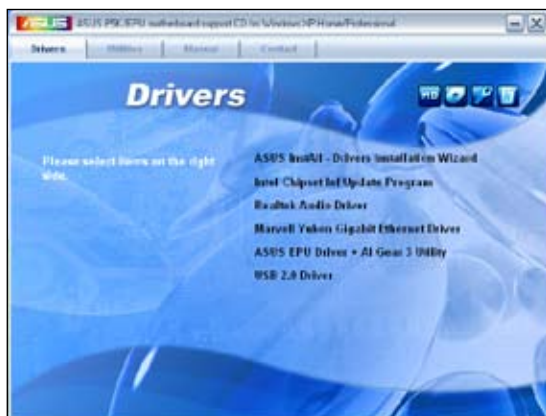 ASUS P5K/EPU motherboard support CD for Windows XP Home/Professional
Drivers Utilities Manual Contact
Drivers
Please select items on the right
side.
ASUS InstAll - Drivers Installation Wizard
Intel Chipset Inf Update Program
Realtek Audio Driver
Marvell Yukon Gigabit Ethernet Driver
ASUS EPU Driver + AI Gear 3 Utility
USB 2.0 Driver